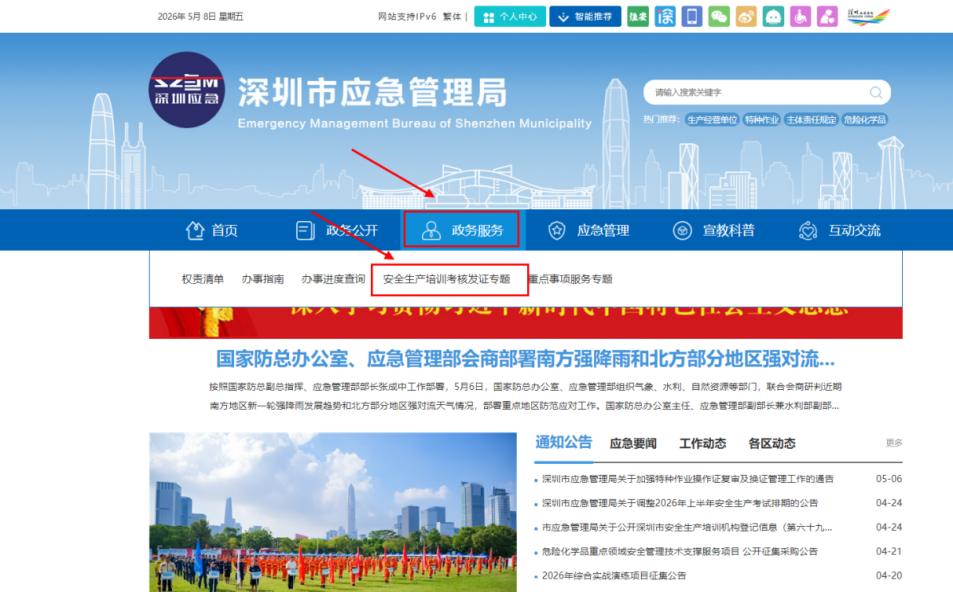 2026年 5月 8日 星期五
网站支持IPv6 繁体 | 个人中心 智能推荐
深圳应急
深圳市应急管理局
Emergency Management Bureau of Shenzhen Municipality
请输入搜索关键字
热门推荐: 生产经营单位 特种作业 主体责任规定 危险化学品
首页 政务公开 政务服务 应急管理 宣教科普 互动交流
权责清单 办事指南 办事进度查询 安全生产培训考核发证专题 重点事项服务专题
国家防总办公室、应急管理部会商部署南方强降雨和北方部分地区强对流...
按照国家防总副总指挥、应急管理部部长张成中工作部署，5月6日，国家防总办公室、应急管理部组织气象、水利、自然资源等部门，联合会商研判近期
南方地区新一轮强降雨发展趋势和北方部分地区强对流天气情况，部署重点地区防范应对工作。国家防总办公室主任、应急管理部副部长兼水利部副部...
通知公告 应急要闻 工作动态 各区动态 更多
深圳市应急管理局关于加强特种作业操作证复审及换证管理工作的通告 05-06
深圳市应急管理局关于调整2026年上半年安全生产考试排期的公告 04-24
市应急管理局关于公开深圳市安全生产培训机构登记信息（第六十九... 04-24
危险化学品重点领域安全管理技术支撑服务项目 公开征集采购公告 04-21
2026年综合实战演练项目征集公告 04-20